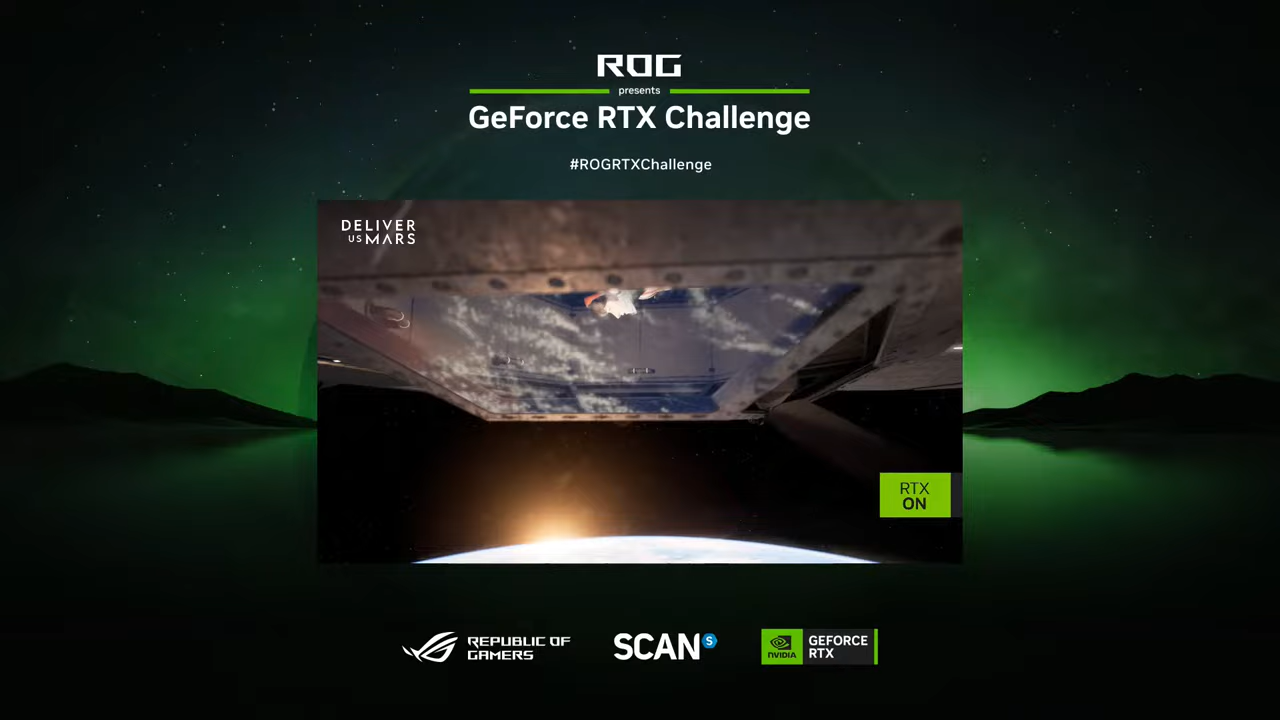 ROG
presents
GeForce RTX Challenge
#ROGRTXChallenge
DELIVER
US MARS
RTX
ON
REPUBLIC OF
GAMERS
SCAN S
NVIDIA
GEFORCE
RTX